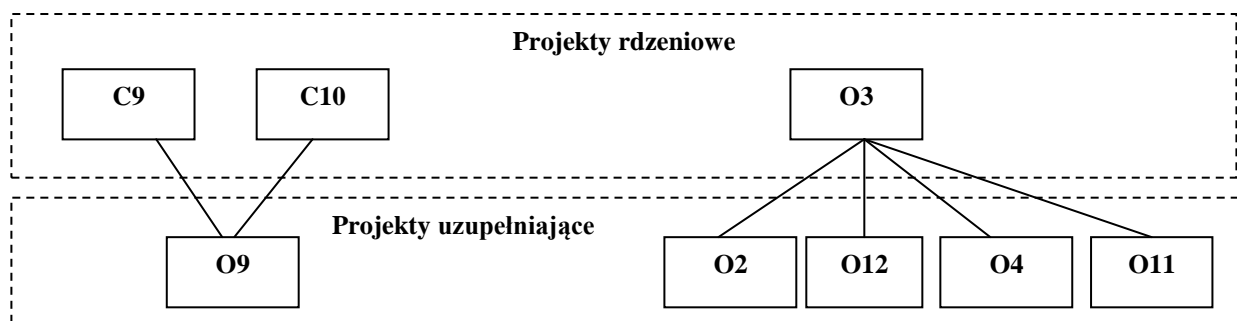 Projekty rdzeniowe
C9 C10 O3
Projekty uzupełniające
O9 O2 O12 O4 O11